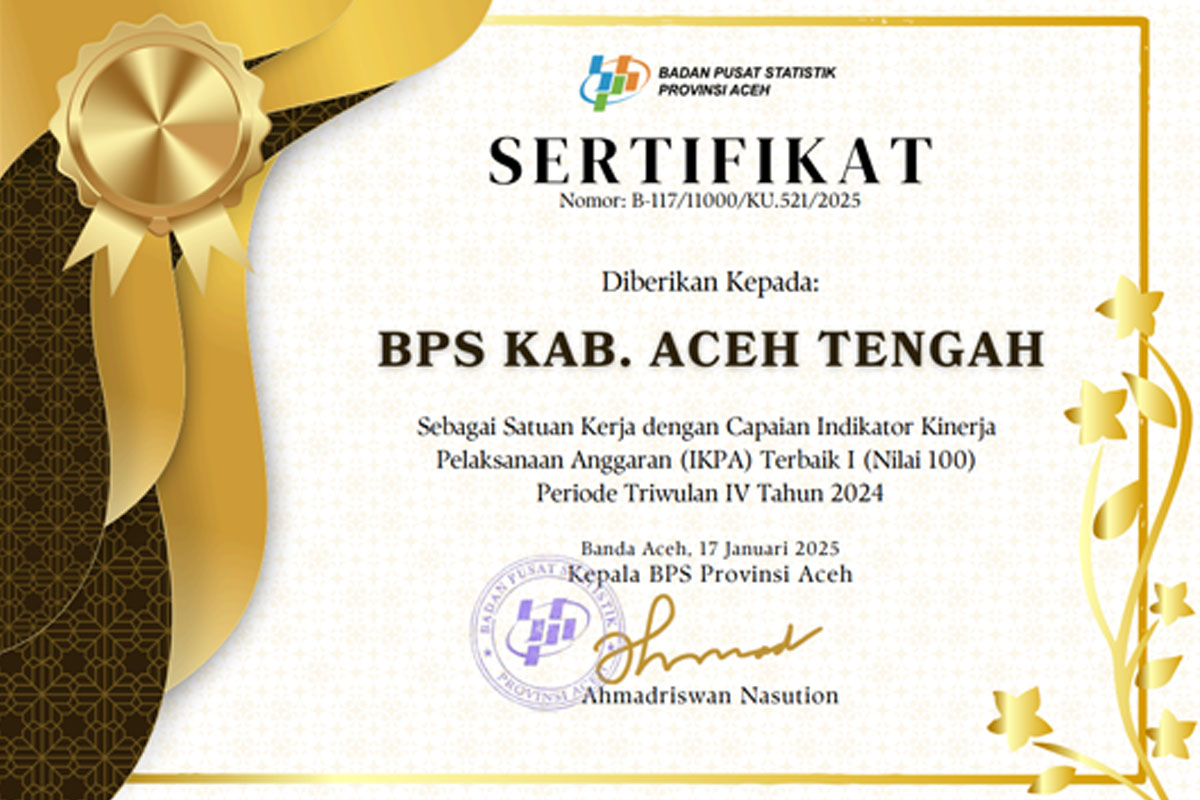 BADAN PUSAT STATISTIK
PROVINSI ACEH
SERTIFIKAT
Nomor: B-117/11000/KU.521/2025
Diberikan Kepada:
BPS KAB. ACEH TENGAH
Sebagai Satuan Kerja dengan Capaian Indikator Kinerja
Pelaksanaan Anggaran (IKPA) Terbaik I (Nilai 100)
Periode Triwulan IV Tahun 2024
Banda Aceh, 17 Januari 2025
Kepala BPS Provinsi Aceh
BADAN PUSAT STATISTIK
PROVINSI ACEH
Ahmad
Ahmadriswan Nasution